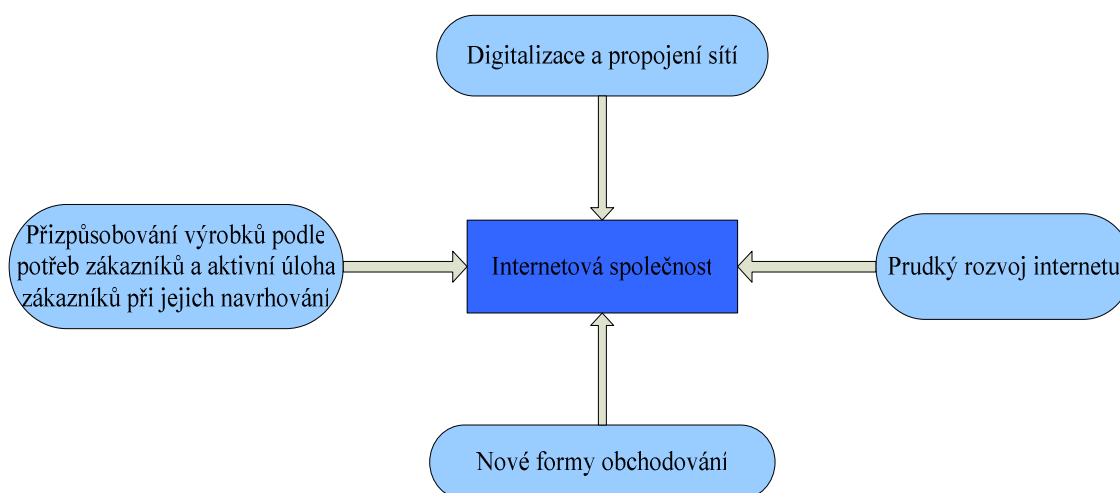 Digitalizace a propojení sítí
Přizpůsobování výrobků podle
potřeb zákazníků a aktivní úloha
zákazníků při jejich navrhování
Internetová společnost
Prudký rozvoj internetu
Nové formy obchodování